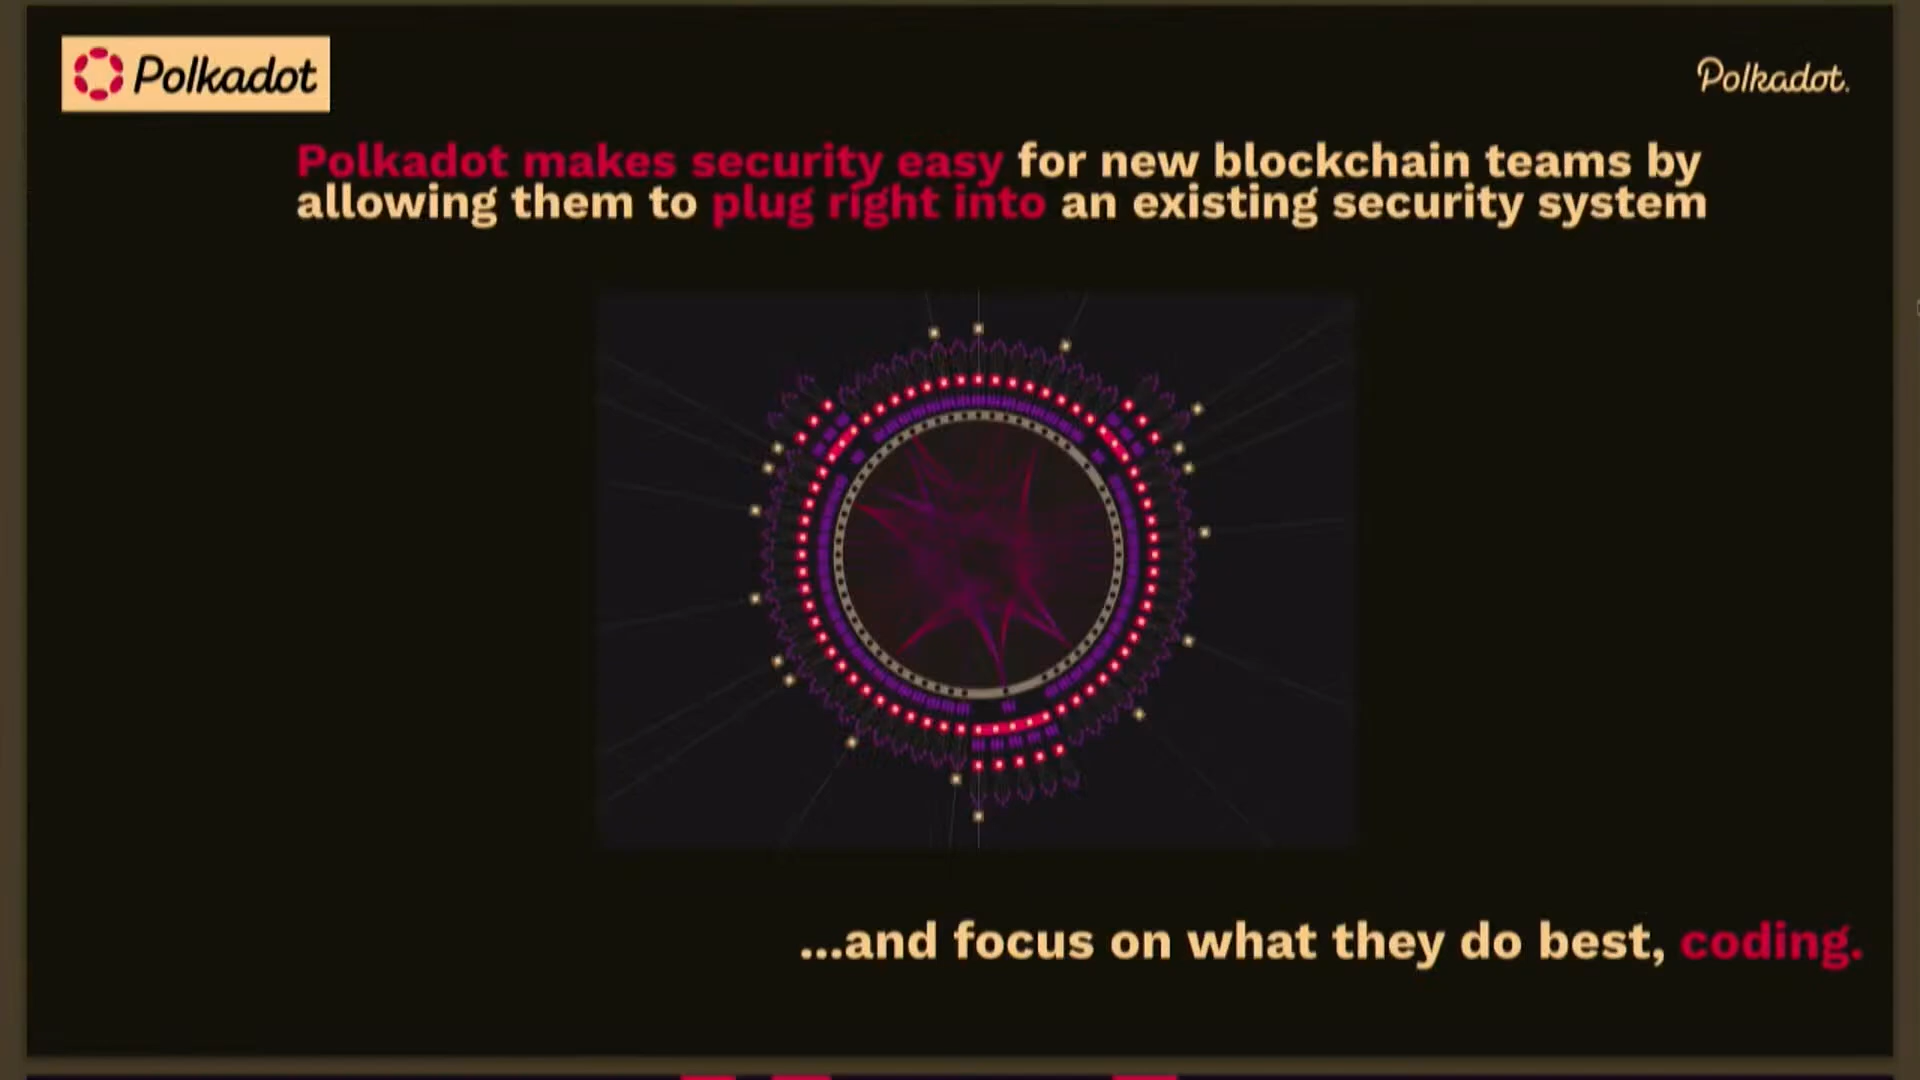 Polkadot
Polkadot.
Polkadot makes security easy for new blockchain teams by
allowing them to plug right into an existing security system
...and focus on what they do best, coding.